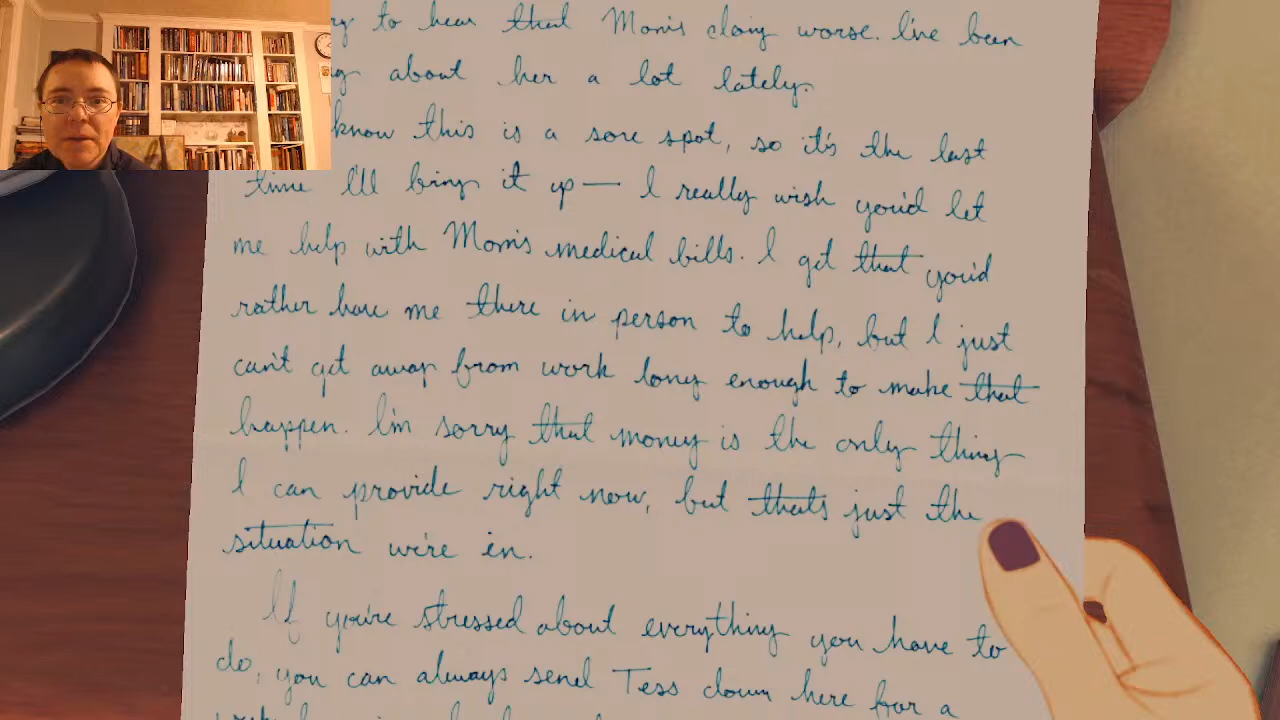 to hear that Mom's doing worse. I've been
about her a lot lately.
know this is a sore spot, so it's the last
time I'll bring it up— I really wish you'd let
me help with Mom's medical bills. I get that you'd
rather have me there in person to help, but I just
can't get away from work long enough to make that
happen. I'm sorry that money is the only thing
I can provide right now, but that's just the
situation we're in.
If you're stressed about everything you have to
do, you can always send Tess down here for a